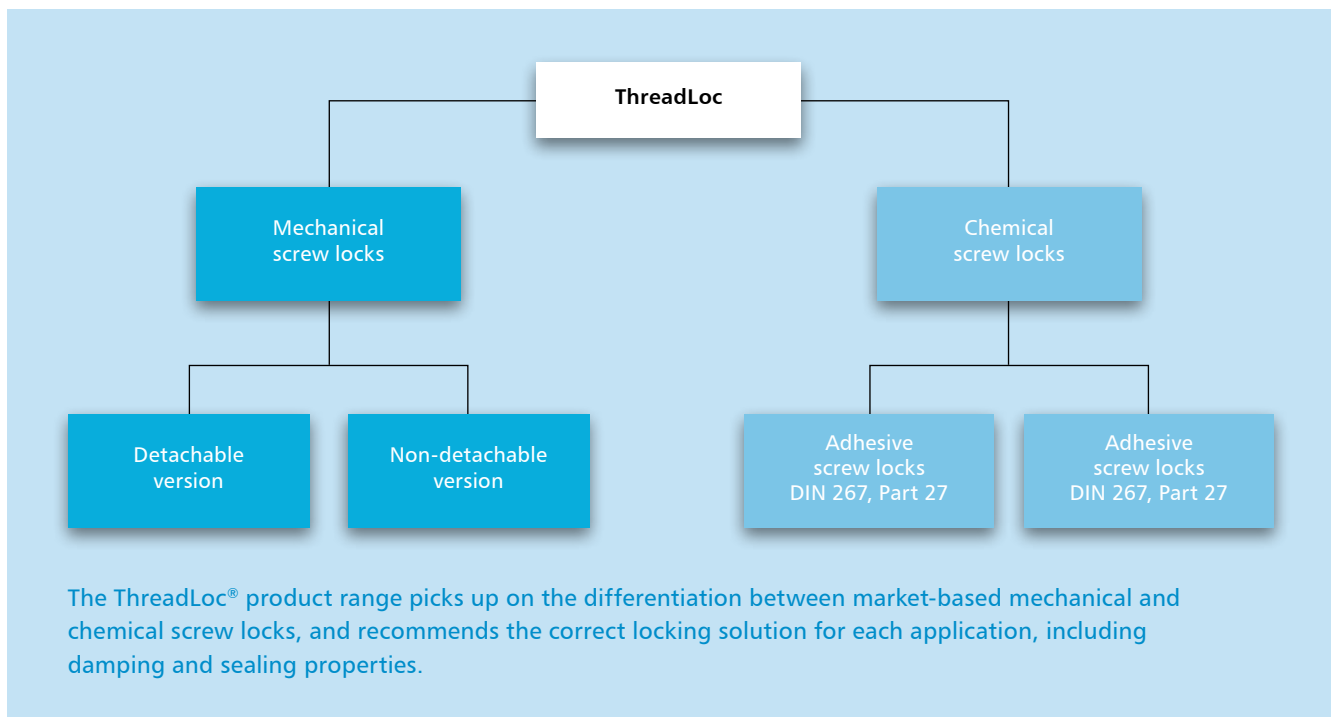 ThreadLoc
Mechanical
screw locks
Chemical
screw locks
Detachable
version
Non-detachable
version
Adhesive
screw locks
DIN 267, Part 27
Adhesive
screw locks
DIN 267, Part 27
The ThreadLoc® product range picks up on the differentiation between market-based mechanical and
chemical screw locks, and recommends the correct locking solution for each application, including
damping and sealing properties.